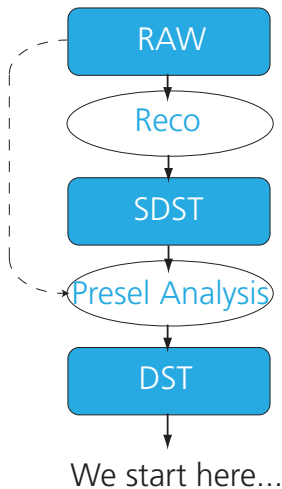 RAW
Reco
SDST
Presel Analysis
DST
We start here...